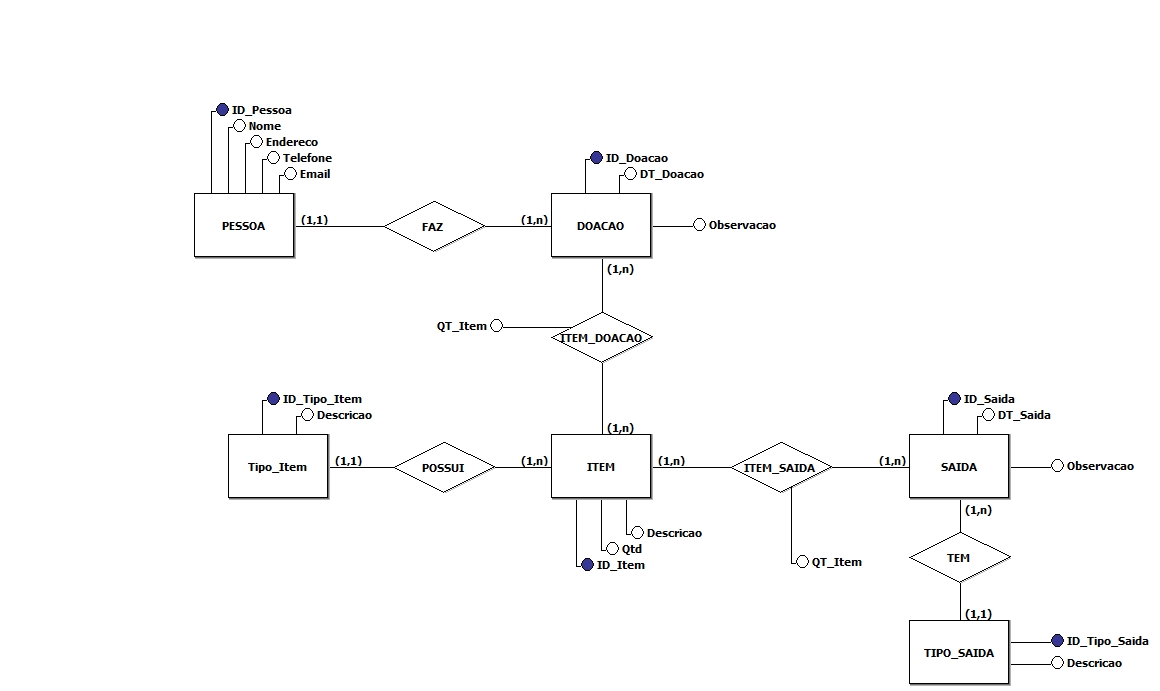 ID_Pessoa
Nome
Endereco
Telefone
Email
PESSOA
(1,1)
FAZ
(1,n)
ID_Doacao
DT_Doacao
DOACAO
Observacao
(1,n)
QT_Item
ITEM_DOACAO
(1,n)
ID_Tipo_Item
Descricao
Tipo_Item
(1,1)
POSSUI
(1,n)
ITEM
(1,n)
ITEM_SAIDA
(1,n)
ID_Saida
DT_Saida
SAIDA
Observacao
Descricao
Qtd
ID_Item
QT_Item
(1,n)
TEM
(1,1)
TIPO_SAIDA
ID_Tipo_Saida
Descricao